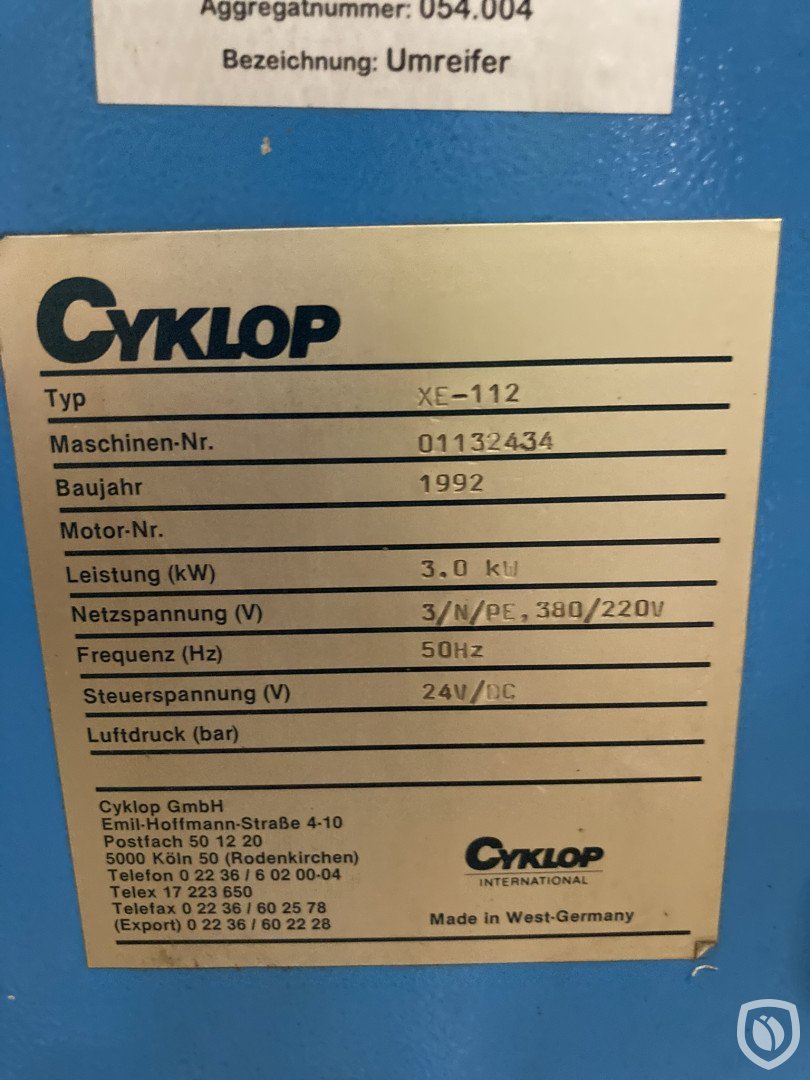 Aggregatnummer: 054.004
Bezeichnung: Umreifer
CYKLOP
Typ XE-112
Maschinen-Nr. 01132434
Baujahr 1992
Motor-Nr.
Leistung (kW) 3.0 kW
Netzspannung (V) 3/N/PE,380/220V
Frequenz (Hz) 50Hz
Steuerspannung (V) 24V/DC
Luftdruck (bar)
Cyklop GmbH
Emil-Hoffmann-Straße 4-10
Postfach 50 12 20
5000 Köln 50 (Rodenkirchen)
Telefon 0 22 36 / 6 02 00-04
Telex 17 223 650
Telefax 0 22 36 / 60 25 78
(Export) 0 22 36 / 60 22 28
CYKLOP
INTERNATIONAL
Made in West-Germany